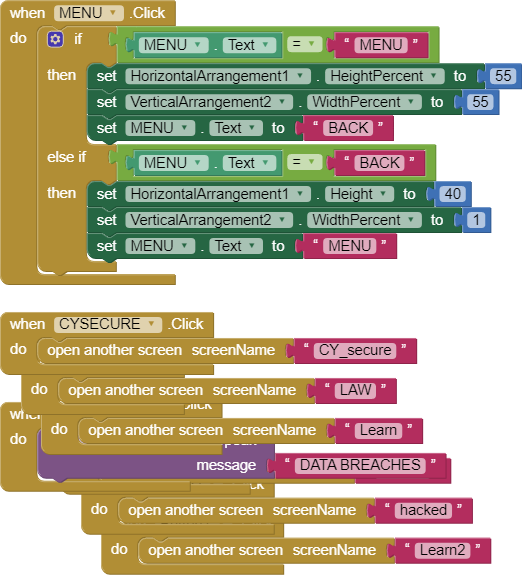 when MENU .Click
do if MENU . Text = " MENU "
then set HorizontalArrangement1 . HeightPercent to 55
set VerticalArrangement2 . WidthPercent to 55
set MENU . Text to " BACK "
else if MENU . Text = " BACK "
then set HorizontalArrangement1 . Height to 40
set VerticalArrangement2 . WidthPercent to 1
set MENU . Text to " MENU "
when CYSECURE .Click
do open another screen screenName " CY_secure "
do open another screen screenName " LAW "
do open another screen screenName " Learn "
do
message " DATA BREACHES "
do open another screen screenName " hacked "
do open another screen screenName " Learn2 "